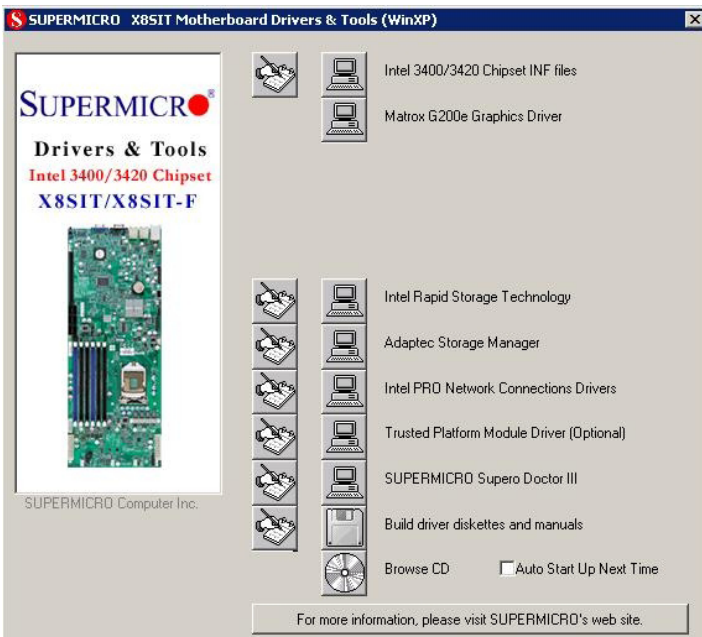 SUPERMICRO X8SIT Motherboard Drivers & Tools (WinXP)
SUPERMICRO®
Drivers & Tools
Intel 3400/3420 Chipset
X8SIT/X8SIT-F
SUPERMICRO Computer Inc.
Intel 3400/3420 Chipset INF files
Matrox G200e Graphics Driver
Intel Rapid Storage Technology
Adaptec Storage Manager
Intel PRO Network Connections Drivers
Trusted Platform Module Driver (Optional)
SUPERMICRO Supero Doctor III
Build driver diskettes and manuals
Browse CD
Auto Start Up Next Time
For more information, please visit SUPERMICRO's web site.